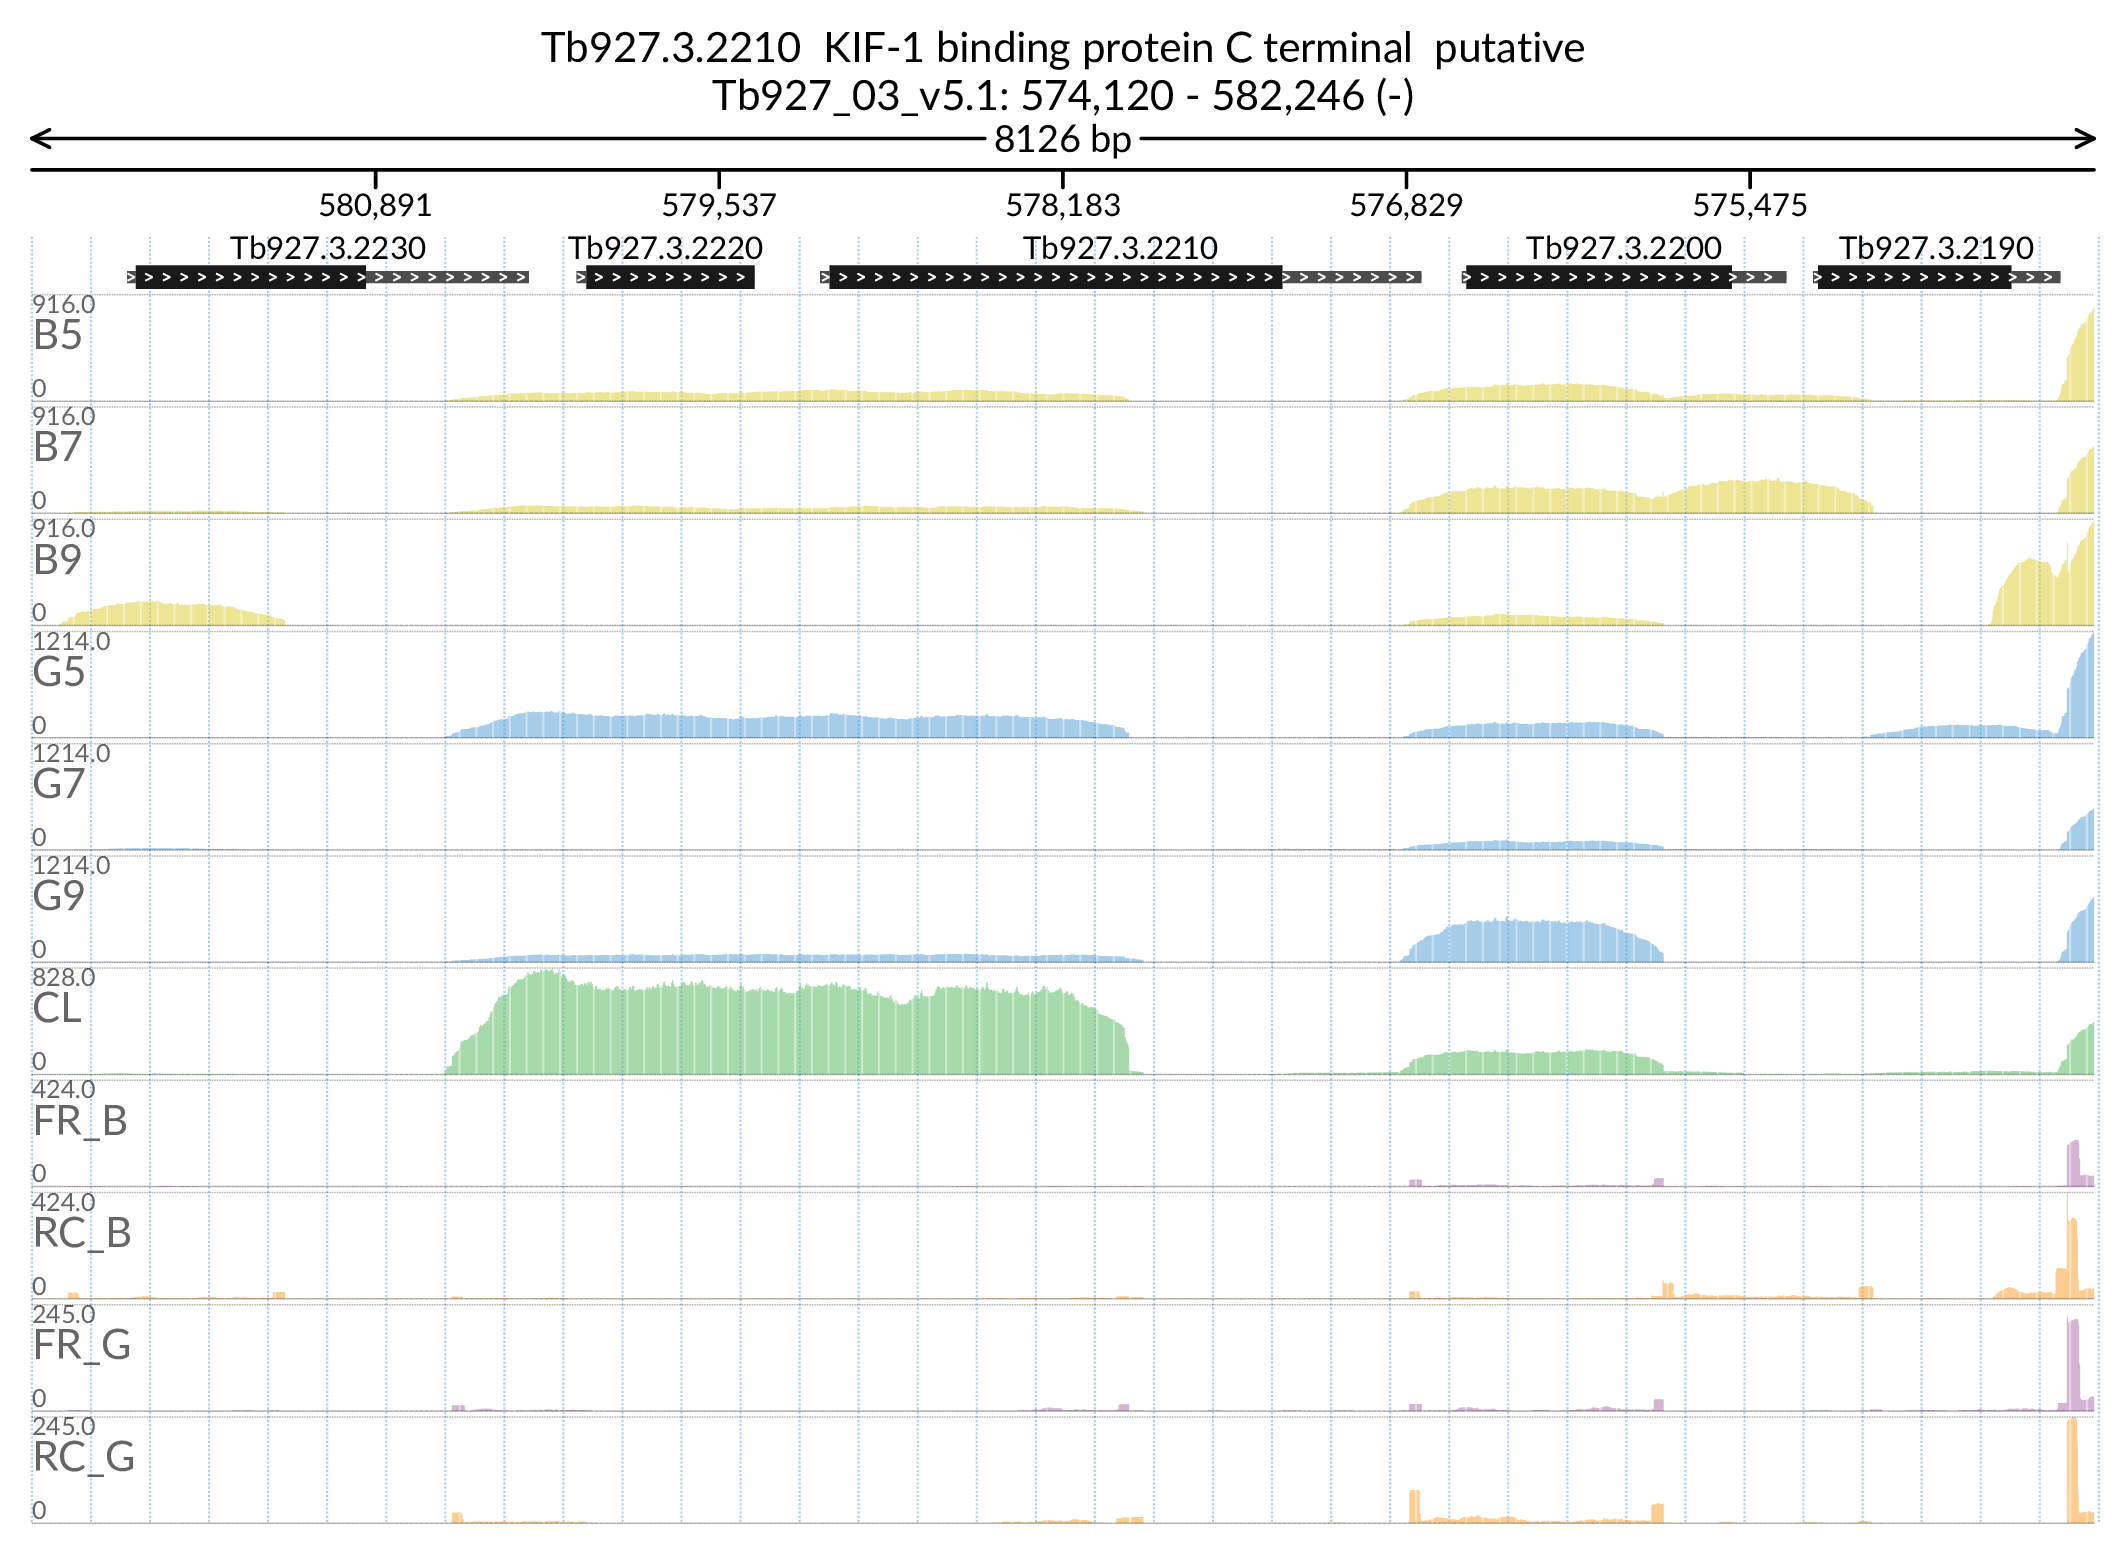 Tb927.3.2210  KIF-1 binding protein C terminal  putative
Tb927_03_v5.1: 574,120 - 582,246 (-)
8126 bp
580,891 579,537 578,183 576,829 575,475
Tb927.3.2230 Tb927.3.2220 Tb927.3.2210 Tb927.3.2200 Tb927.3.2190
916.0
B5
0
916.0
B7
0
916.0
B9
0
1214.0
G5
0
1214.0
G7
0
1214.0
G9
0
828.0
CL
0
424.0
FR_B
0
424.0
RC_B
0
245.0
FR_G
0
245.0
RC_G
0